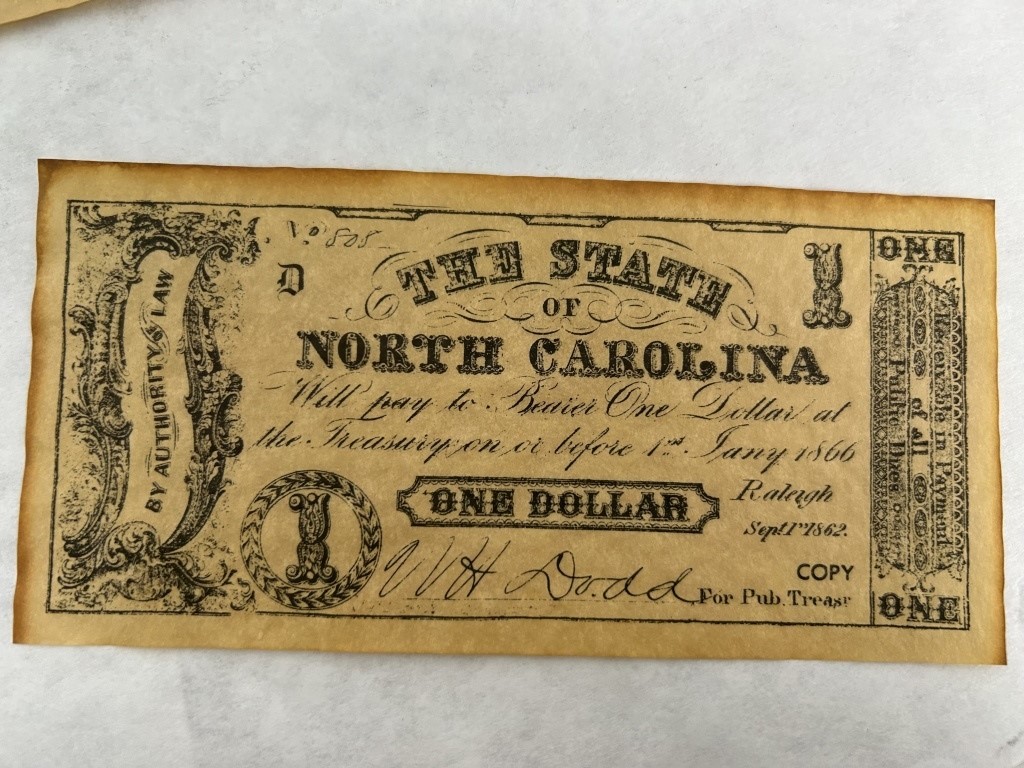 No 808
D
THE STATE
OF
NORTH CAROLINA
1
Will pay to Bearer One Dollar at
the Treasury on or before 1st Jany 1866
ONE DOLLAR
Raleigh
Sept. 1st 1862.
1
W H Dodd
COPY
For Pub. Treasr
BY AUTHORITY OF LAW
ONE
Receivable in Payment
of all
Public Dues
ONE